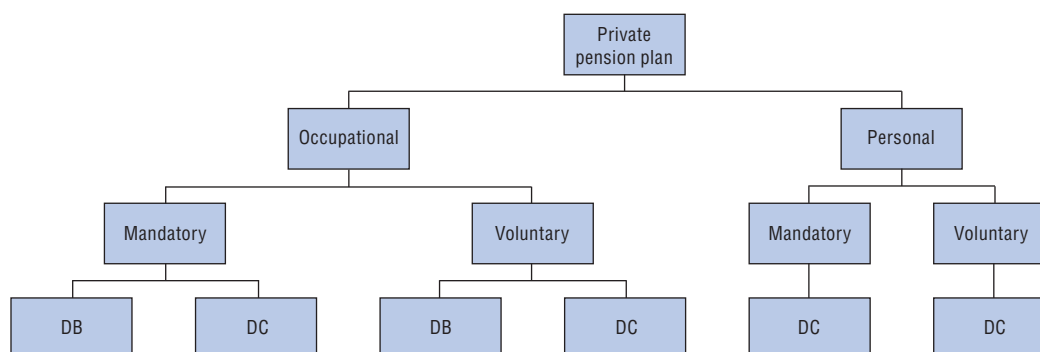 Private
pension plan
Occupational
Personal
Mandatory
Voluntary
Mandatory
Voluntary
DB
DC
DB
DC
DC
DC